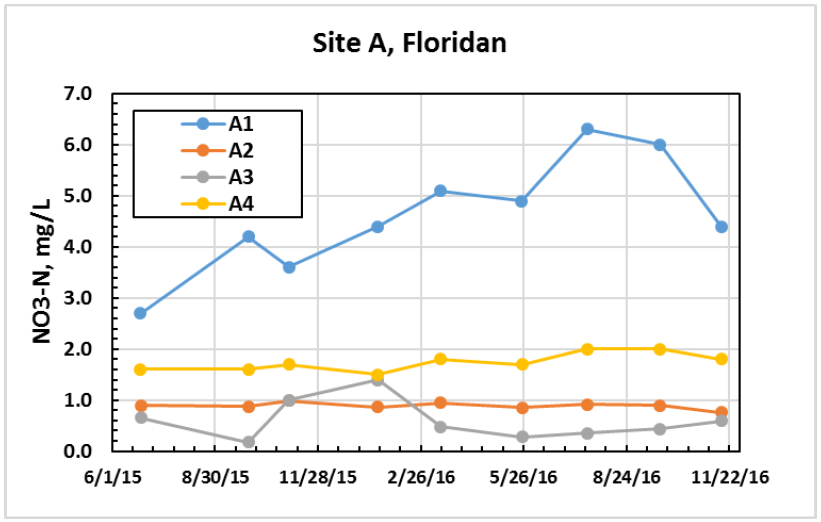 Site A, Floridan
NO3-N, mg/L
7.0
6.0
5.0
4.0
3.0
2.0
1.0
0.0
A1
A2
A3
A4
6/1/15 8/30/15 11/28/15 2/26/16 5/26/16 8/24/16 11/22/16